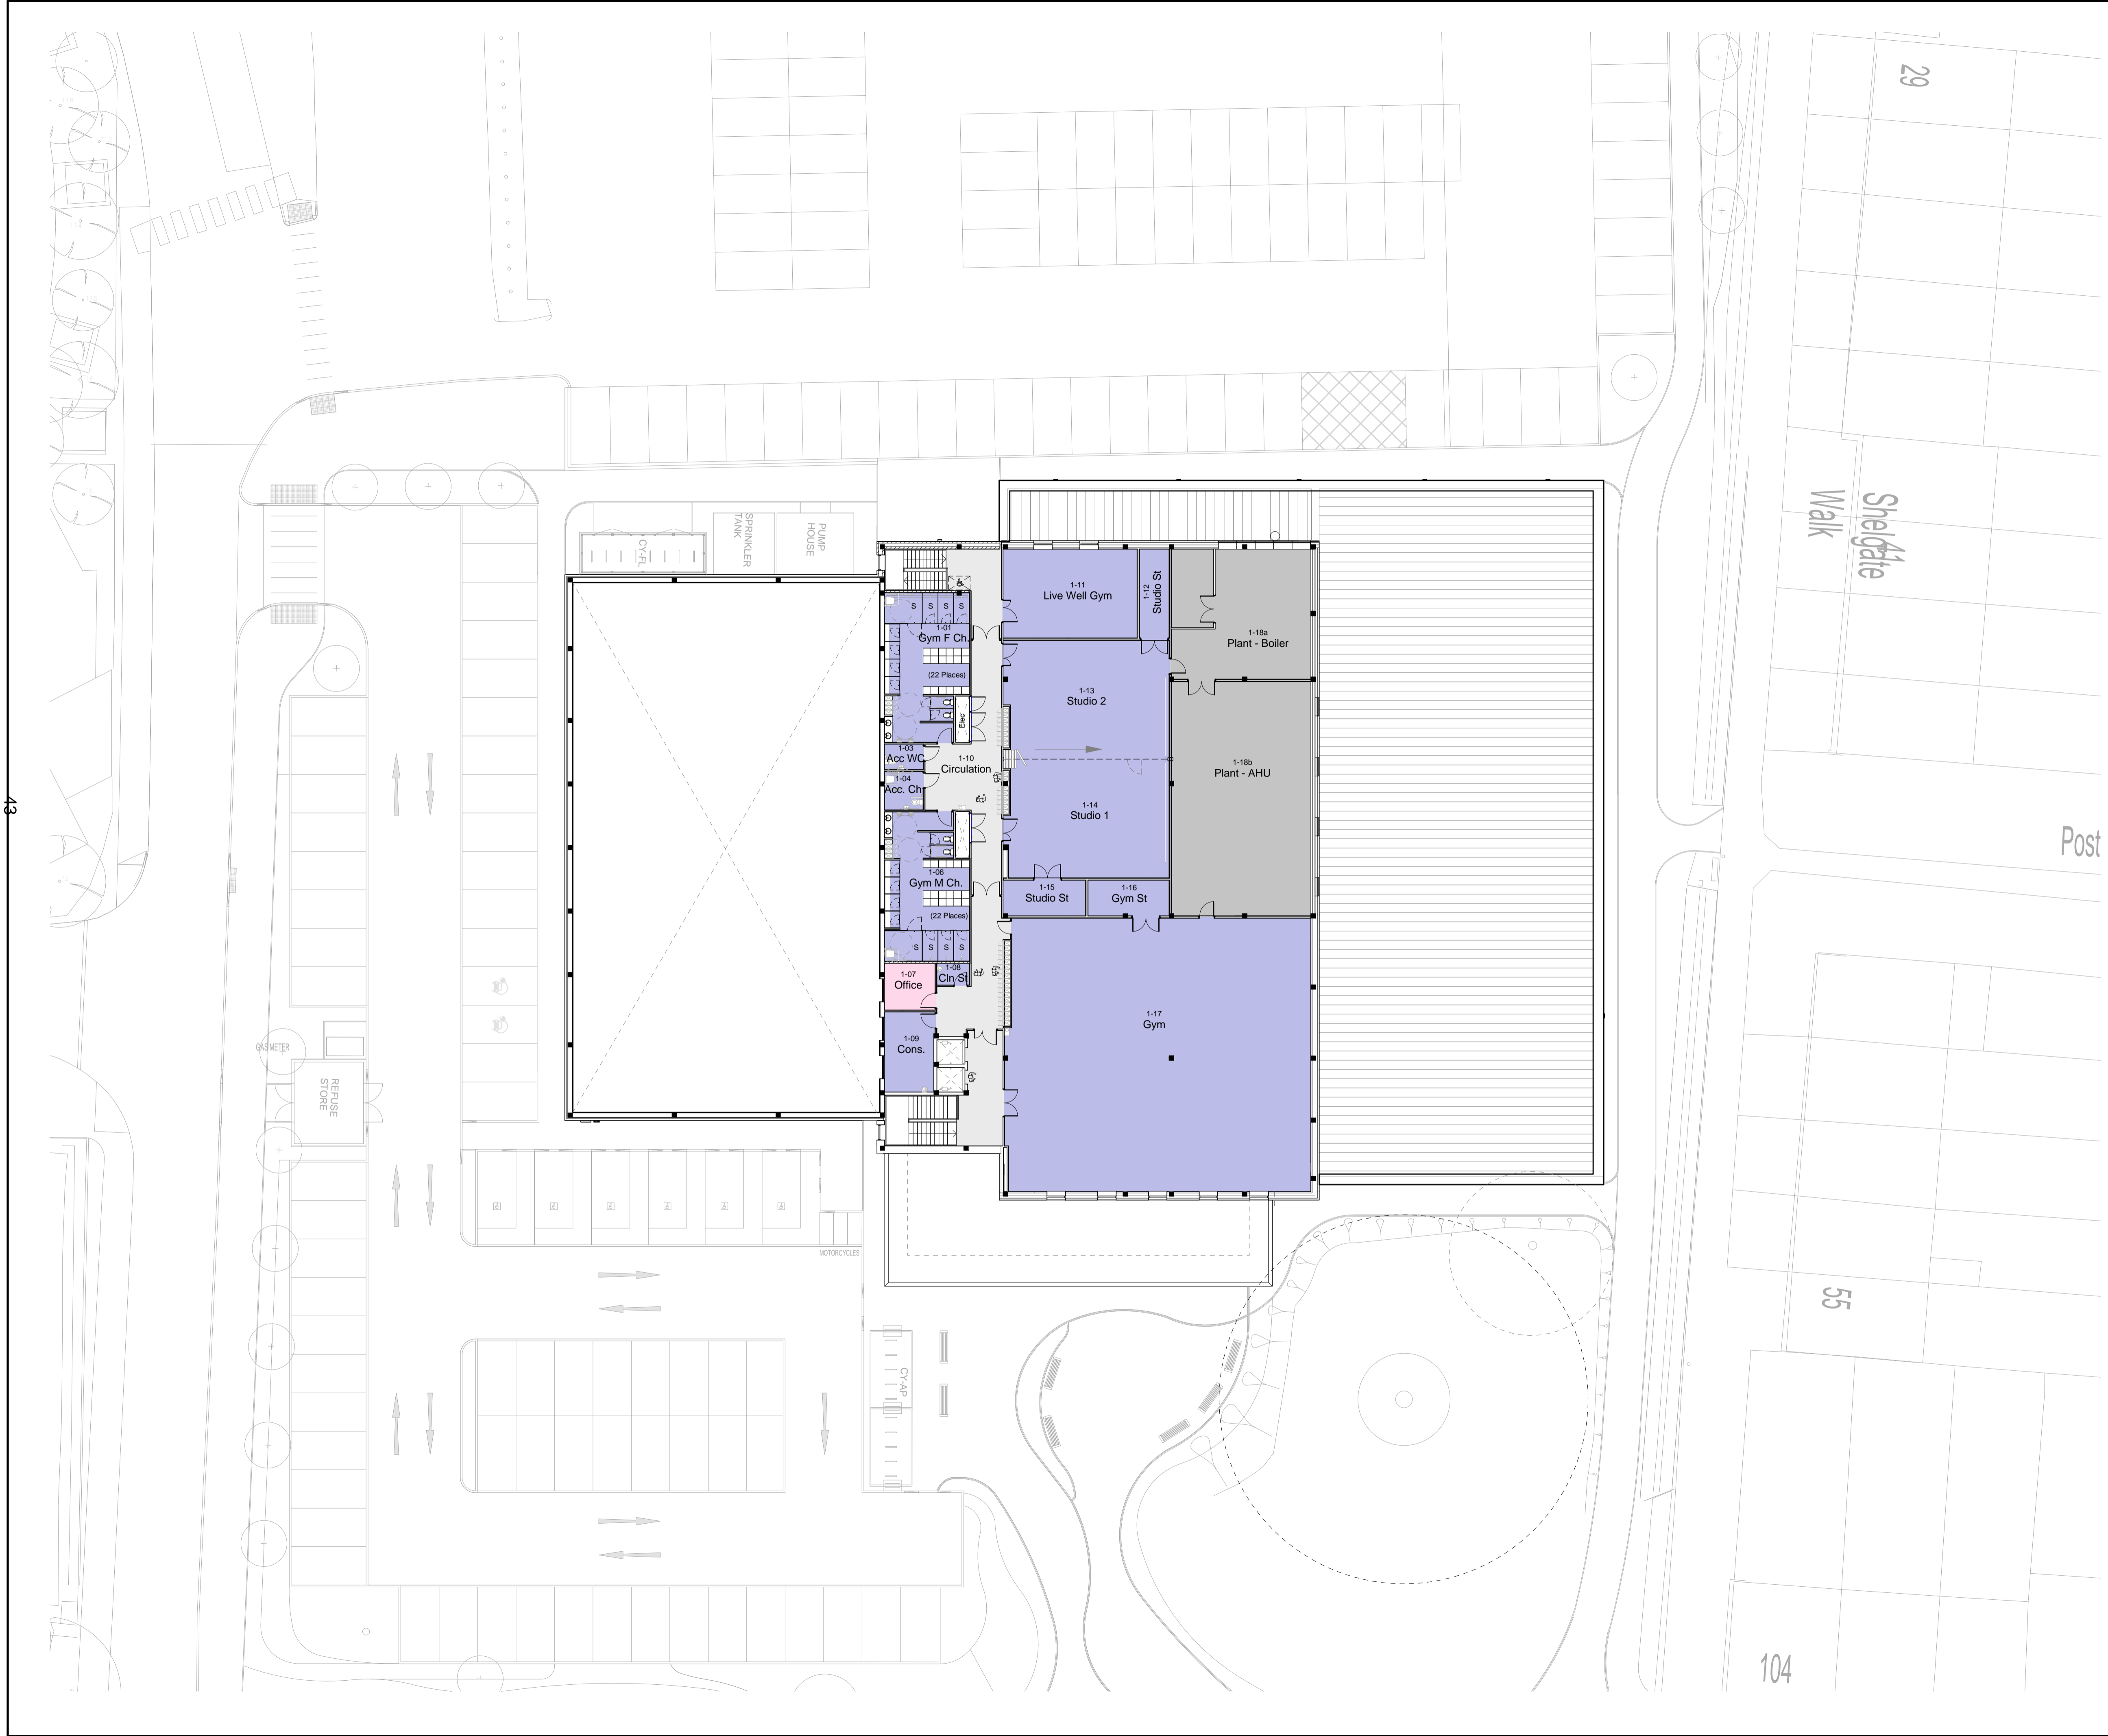 29
Shelgate
Walk
41
SPRINKLER
TANK
PUMP
HOUSE
CY-FL
1-11
Live Well Gym
1-12
Studio St
S
S
S
S
1-01
Gym F Ch.
(22 Places)
1-18a
Plant - Boiler
1-13
Studio 2
Elec
1-03
Acc WC
1-10
Circulation
1-18b
Plant - AHU
1-04
Acc. Ch
1-14
Studio 1
43
Post
1-06
Gym M Ch.
(22 Places)
1-15
Studio St
1-16
Gym St
S
S
S
S
1-07
Office
1-08
Cln St
1-17
Gym
1-09
Cons.
GAS METER
REFUSE
STORE
MOTORCYCLES
55
CY-AP
104